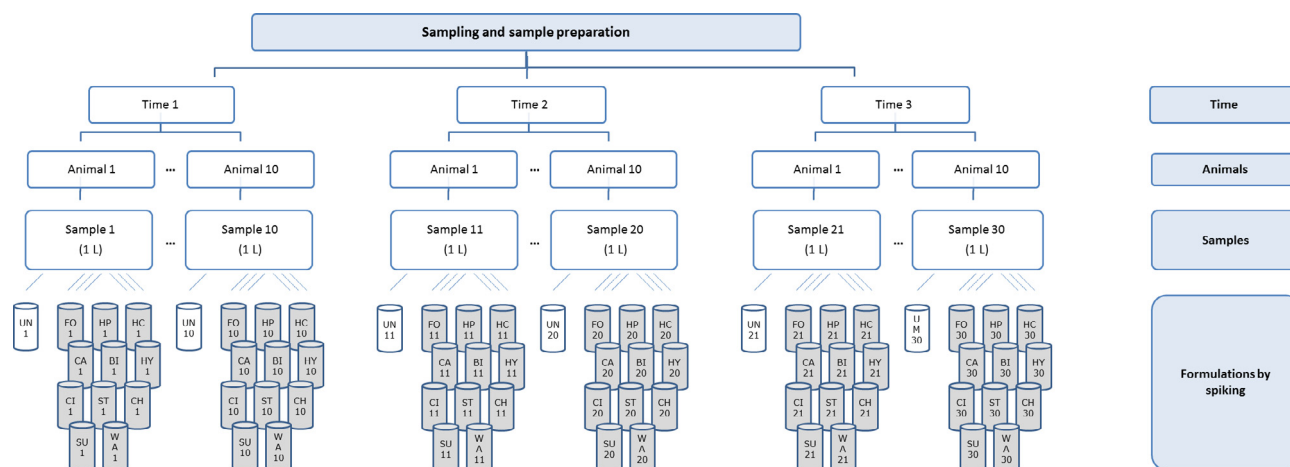 Sampling and sample preparation
Time 1 Time 2 Time 3 Time
Animal 1 ... Animal 10 Animal 1 ... Animal 10 Animal 1 ... Animal 10 Animals
Sample 1 ... Sample 10 Sample 11 ... Sample 20 Sample 21 ... Sample 30 Samples
(1 L) (1 L) (1 L) (1 L) (1 L) (1 L)
UN FO HP HC UN FO HP HC UN FO HP HC UN FO HP HC UN FO HP HC U FO HP HC
1 1 1 1 10 10 10 10 11 11 11 11 20 20 20 20 21 21 21 21 M 30 30 30
30
CA BI HY CA BI HY CA BI HY CA BI HY CA BI HY CA BI HY
1 1 1 10 10 10 11 11 11 20 20 20 21 21 21 30 30 30
Formulations by
spiking
CI ST CH CI ST CH CI ST CH CI ST CH CI ST CH CI ST CH
1 1 1 10 10 10 11 11 11 20 20 20 21 21 21 30 30 30
SU W SU W SU W SU W SU W SU W
1 A 10 A 11 A 20 A 21 A 30 A
1 10 11 20 21 30